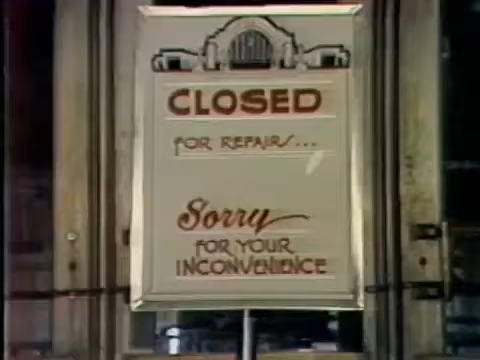 CLOSED
FOR REPAIRS...
Sorry
FOR YOUR
INCONVENIENCE